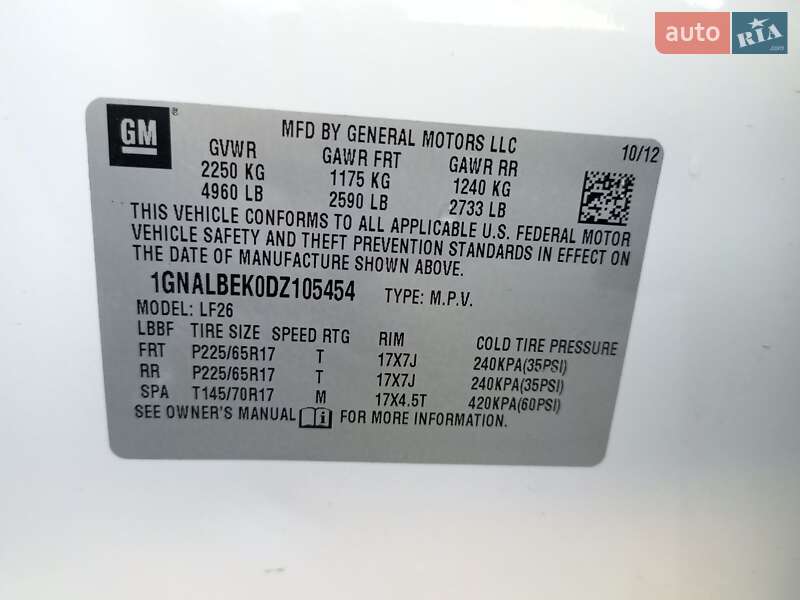 auto RIA .com
GM ®
MFD BY GENERAL MOTORS LLC 10/12
GVWR GAWR FRT GAWR RR
2250 KG 1175 KG 1240 KG
4960 LB 2590 LB 2733 LB
THIS VEHICLE CONFORMS TO ALL APPLICABLE U.S. FEDERAL MOTOR
VEHICLE SAFETY AND THEFT PREVENTION STANDARDS IN EFFECT ON
THE DATE OF MANUFACTURE SHOWN ABOVE.
1GNALBEK0DZ105454 TYPE: M.P.V.
MODEL: LF26
LBBF TIRE SIZE SPEED RTG RIM COLD TIRE PRESSURE
FRT P225/65R17 T 17X7J 240KPA(35PSI)
RR P225/65R17 T 17X7J 240KPA(35PSI)
SPA T145/70R17 M 17X4.5T 420KPA(60PSI)
SEE OWNER'S MANUAL FOR MORE INFORMATION.